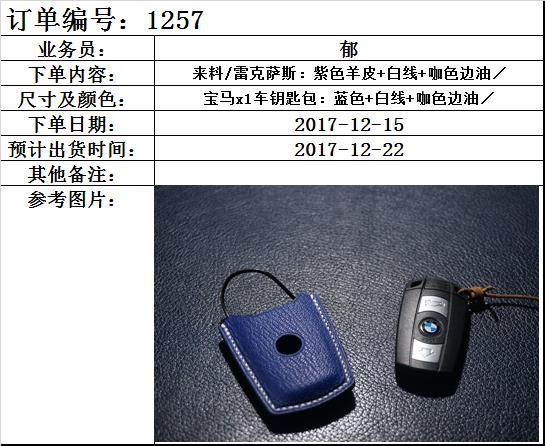 订单编号：1257
业务员：
郁
下单内容：
来料/雷克萨斯：紫色羊皮+白线+咖色边油／
尺寸及颜色：
宝马x1车钥匙包：蓝色+白线+咖色边油／
下单日期：
2017-12-15
预计出货时间：
2017-12-22
其他备注：
参考图片：